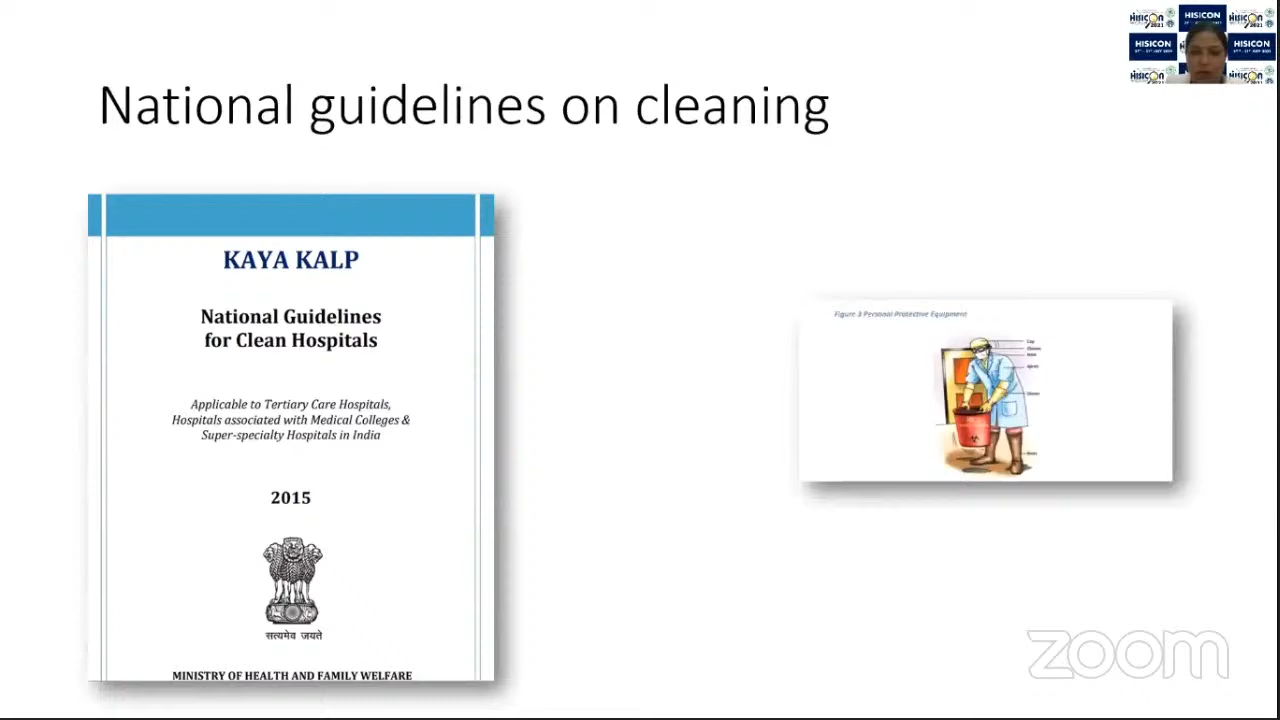 National guidelines on cleaning
HISICON
HISICON
HISICON
KAYA KALP
National Guidelines
for Clean Hospitals
Applicable to Tertiary Care Hospitals,
Hospitals associated with Medical Colleges &
Super-specialty Hospitals in India
2015
सत्यमेव जयते
MINISTRY OF HEALTH AND FAMILY WELFARE
Figure 3 Personal Protective Equipment
Cap
zoom